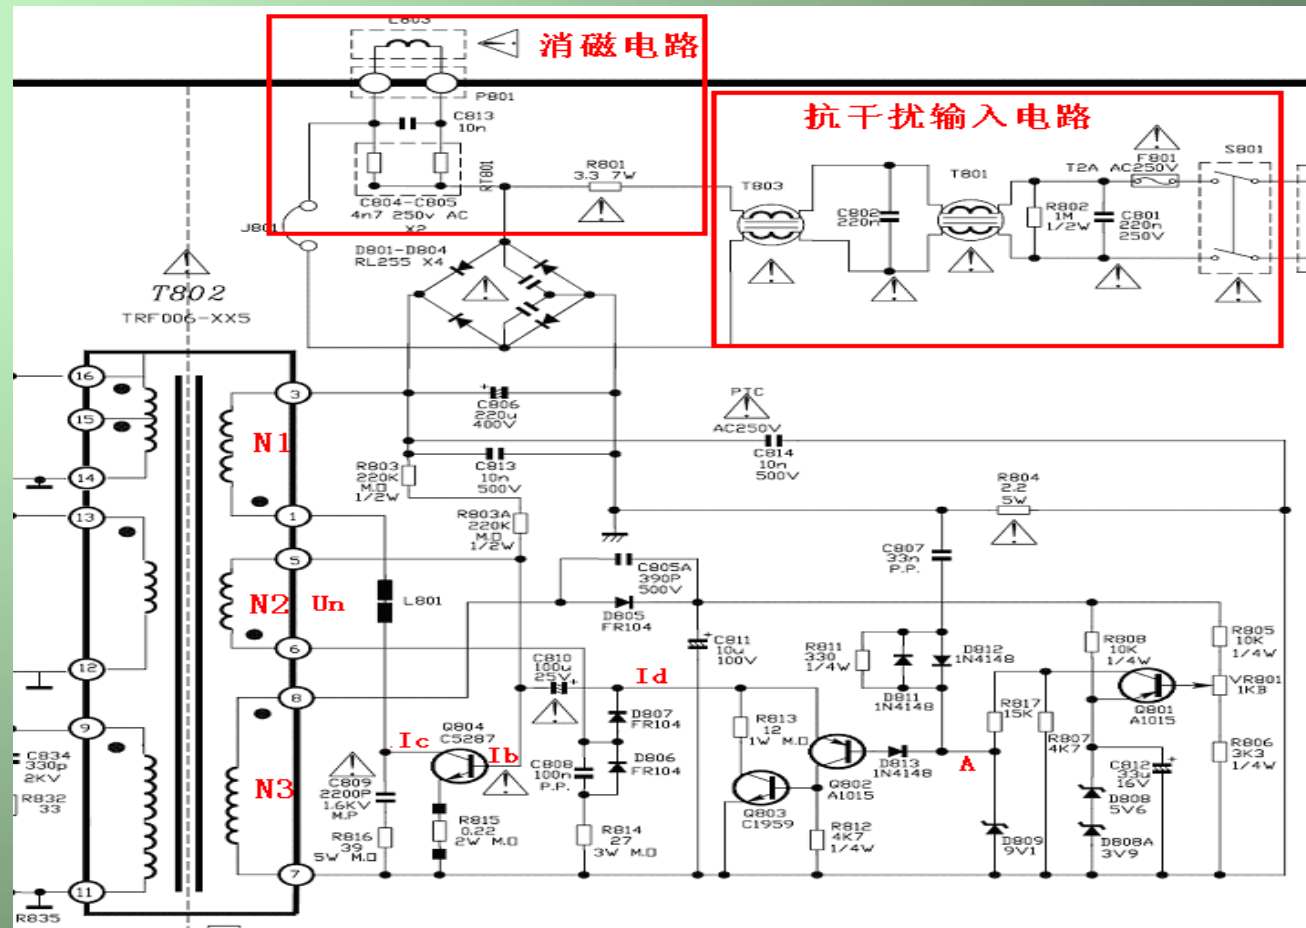 L803
消磁电路
P801
C813
10n
RT801
C804-C805
4n7 250v AC
X2
J801
R801
3.3 7W
抗干扰输入电路
S801
F801
T2A AC250V
T803
T801
C802
220n
R802
1M
1/2W
C801
220n
250V
D801-D804
RL255 X4
T802
TRF006-XX5
16
15
14
13
12
9
11
3
1
5
6
8
7
N1
N2
Un
N3
C806
220u
400V
PTC
AC250V
C814
10n
500V
R803
220K
M.O
1/2W
C813
10n
500V
R803A
220K
M.O
1/2W
R804
2.2
5W
C807
33n
P.P.
L801
C805A
390P
500V
D805
FR104
C811
10u
100V
C810
100u
25V
Id
R811
330
1/4W
D812
1N4148
D811
1N4148
R808
10K
1/4W
R805
10K
1/4W
VR801
1KB
Q801
A1015
R817
15K
R807
4K7
R806
3K3
1/4W
Q804
C5287
Ic
Ib
D807
FR104
D806
FR104
R813
12
1W M.O
Q802
A1015
D813
1N4148
A
C812
33u
16V
C834
330p
2KV
R832
33
C809
2200P
1.6KV
M.P
C808
100n
P.P.
Q803
C1959
D808
5V6
R816
39
5W M.O
R815
0.22
2W M.O
R814
27
3W M.O
R812
4K7
1/4W
D809
9V1
D808A
3V9
R835